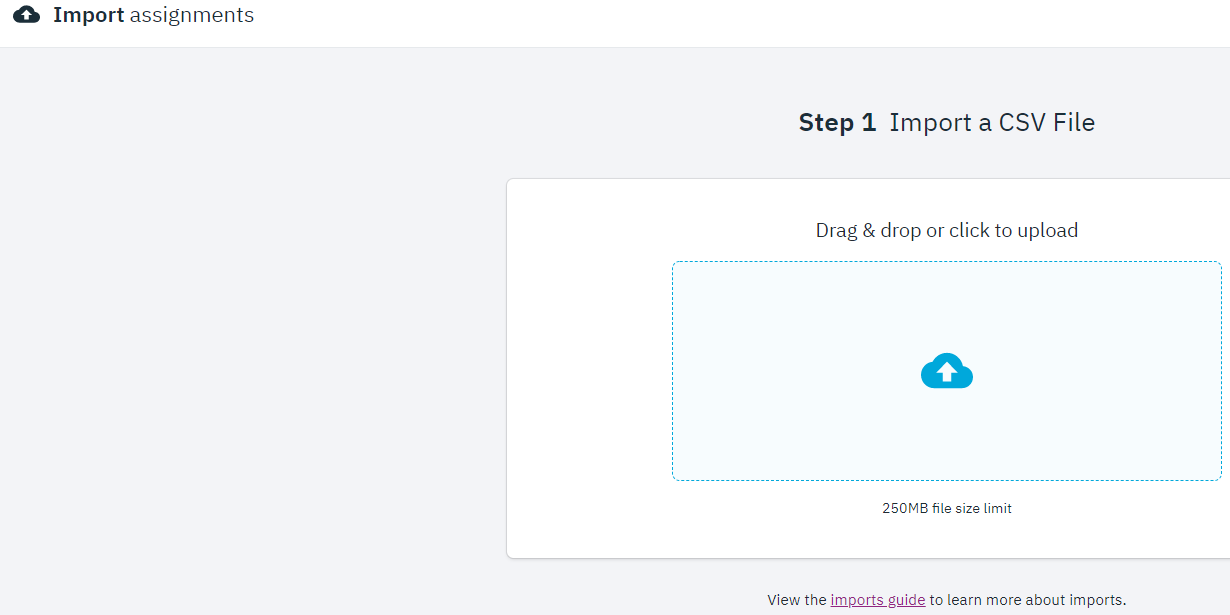 Import assignments
Step 1 Import a CSV File
Drag & drop or click to upload
250MB file size limit
View the imports guide to learn more about imports.